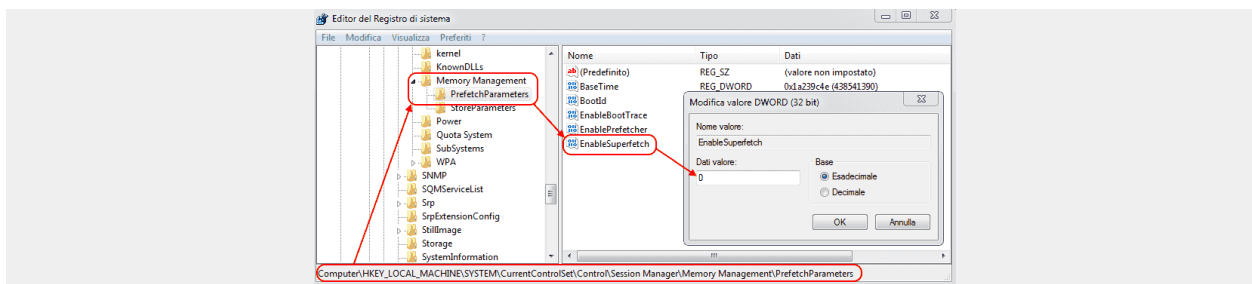 Editor del Registro di sistema
File Modifica Visualizza Preferiti ?
kernel
KnownDLLs
Memory Management
PrefetchParameters
StoreParameters
Power
Quota System
SubSystems
WPA
SNMP
SQMServiceList
Srp
SrpExtensionConfig
StillImage
Storage
SystemInformation
Nome Tipo Dati
(Predefinito) REG_SZ (valore non impostato)
BaseTime REG_DWORD 0x1a239c4e (438541390)
BootId
EnableBootTrace
EnablePrefetcher
EnableSuperfetch
Modifica valore DWORD (32 bit)
Nome valore:
EnableSuperfetch
Dati valore:
0
Base
Esadecimale
Decimale
OK Annulla
Computer\HKEY_LOCAL_MACHINE\SYSTEM\CurrentControlSet\Control\Session Manager\Memory Management\PrefetchParameters